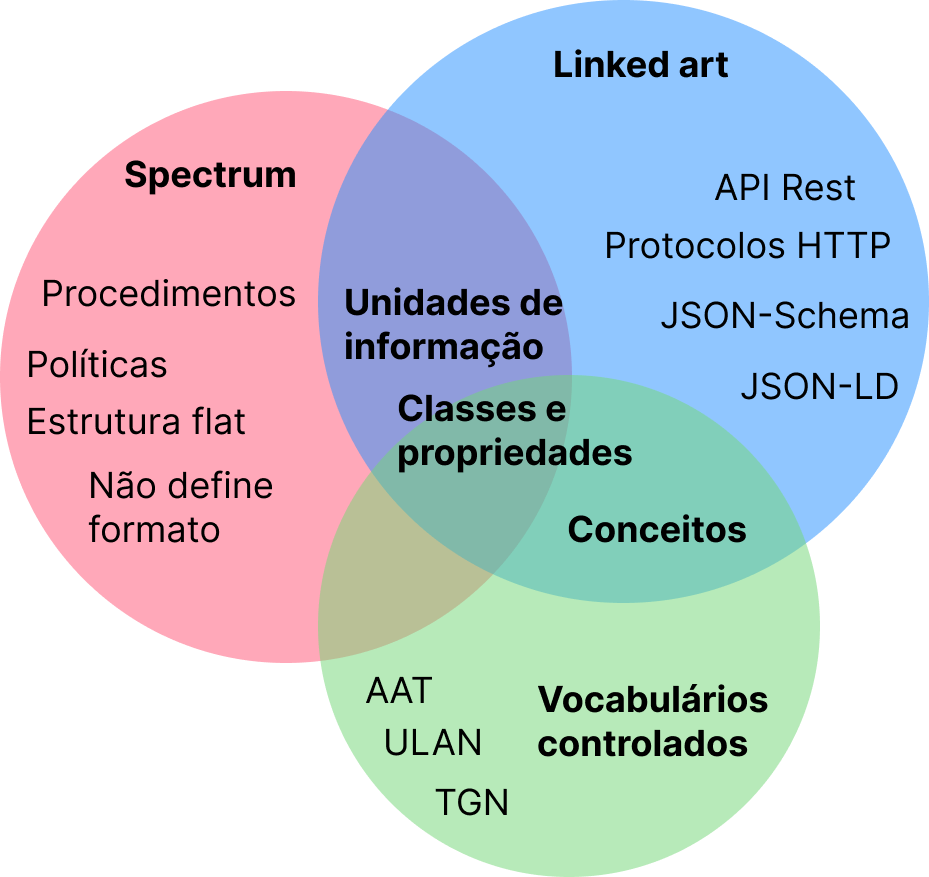 Linked art
Spectrum
API Rest
Protocolos HTTP
Procedimentos
Unidades de
informação
JSON-Schema
Políticas
JSON-LD
Estrutura flat
Classes e
propriedades
Não define
formato
Conceitos
AAT
Vocabulários
controlados
ULAN
TGN